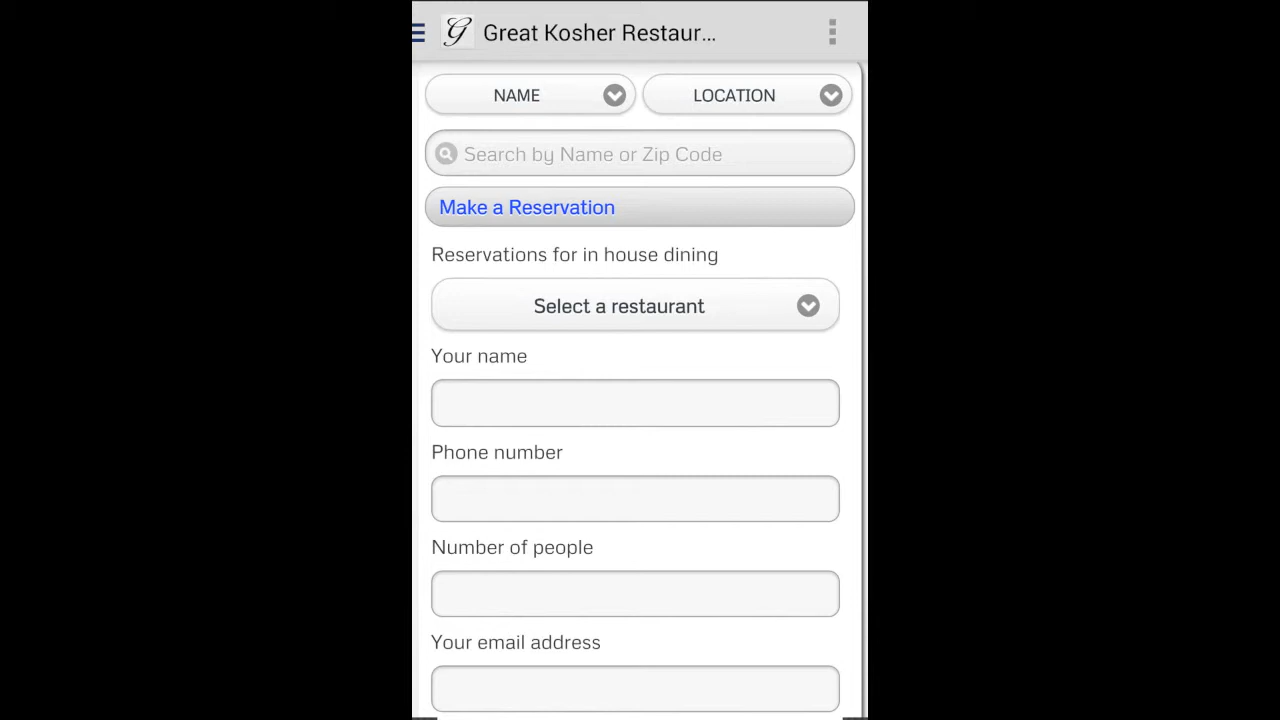 G Great Kosher Restaur...
NAME LOCATION
Search by Name or Zip Code
Make a Reservation
Reservations for in house dining
Select a restaurant
Your name
Phone number
Number of people
Your email address